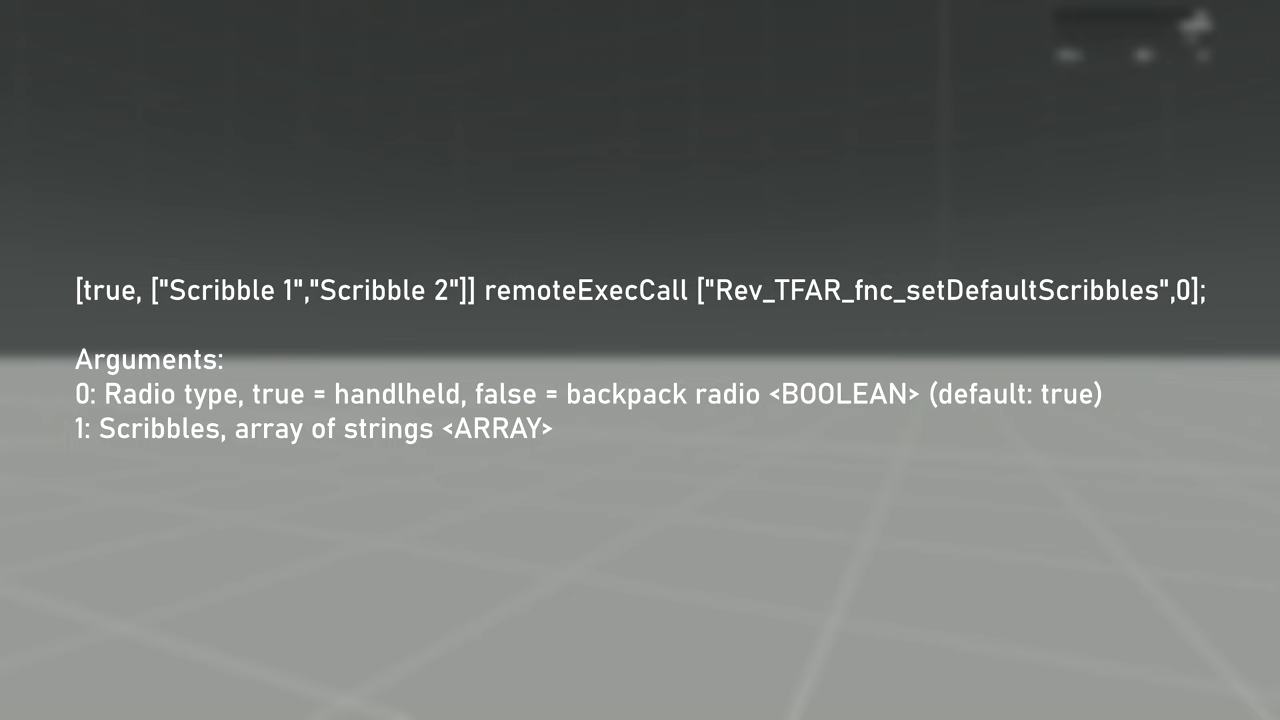 [true, ["Scribble 1","Scribble 2"]] remoteExecCall ["Rev_TFAR_fnc_setDefaultScribbles",0];
Arguments:
0: Radio type, true = handlheld, false = backpack radio <BOOLEAN> (default: true)
1: Scribbles, array of strings <ARRAY>